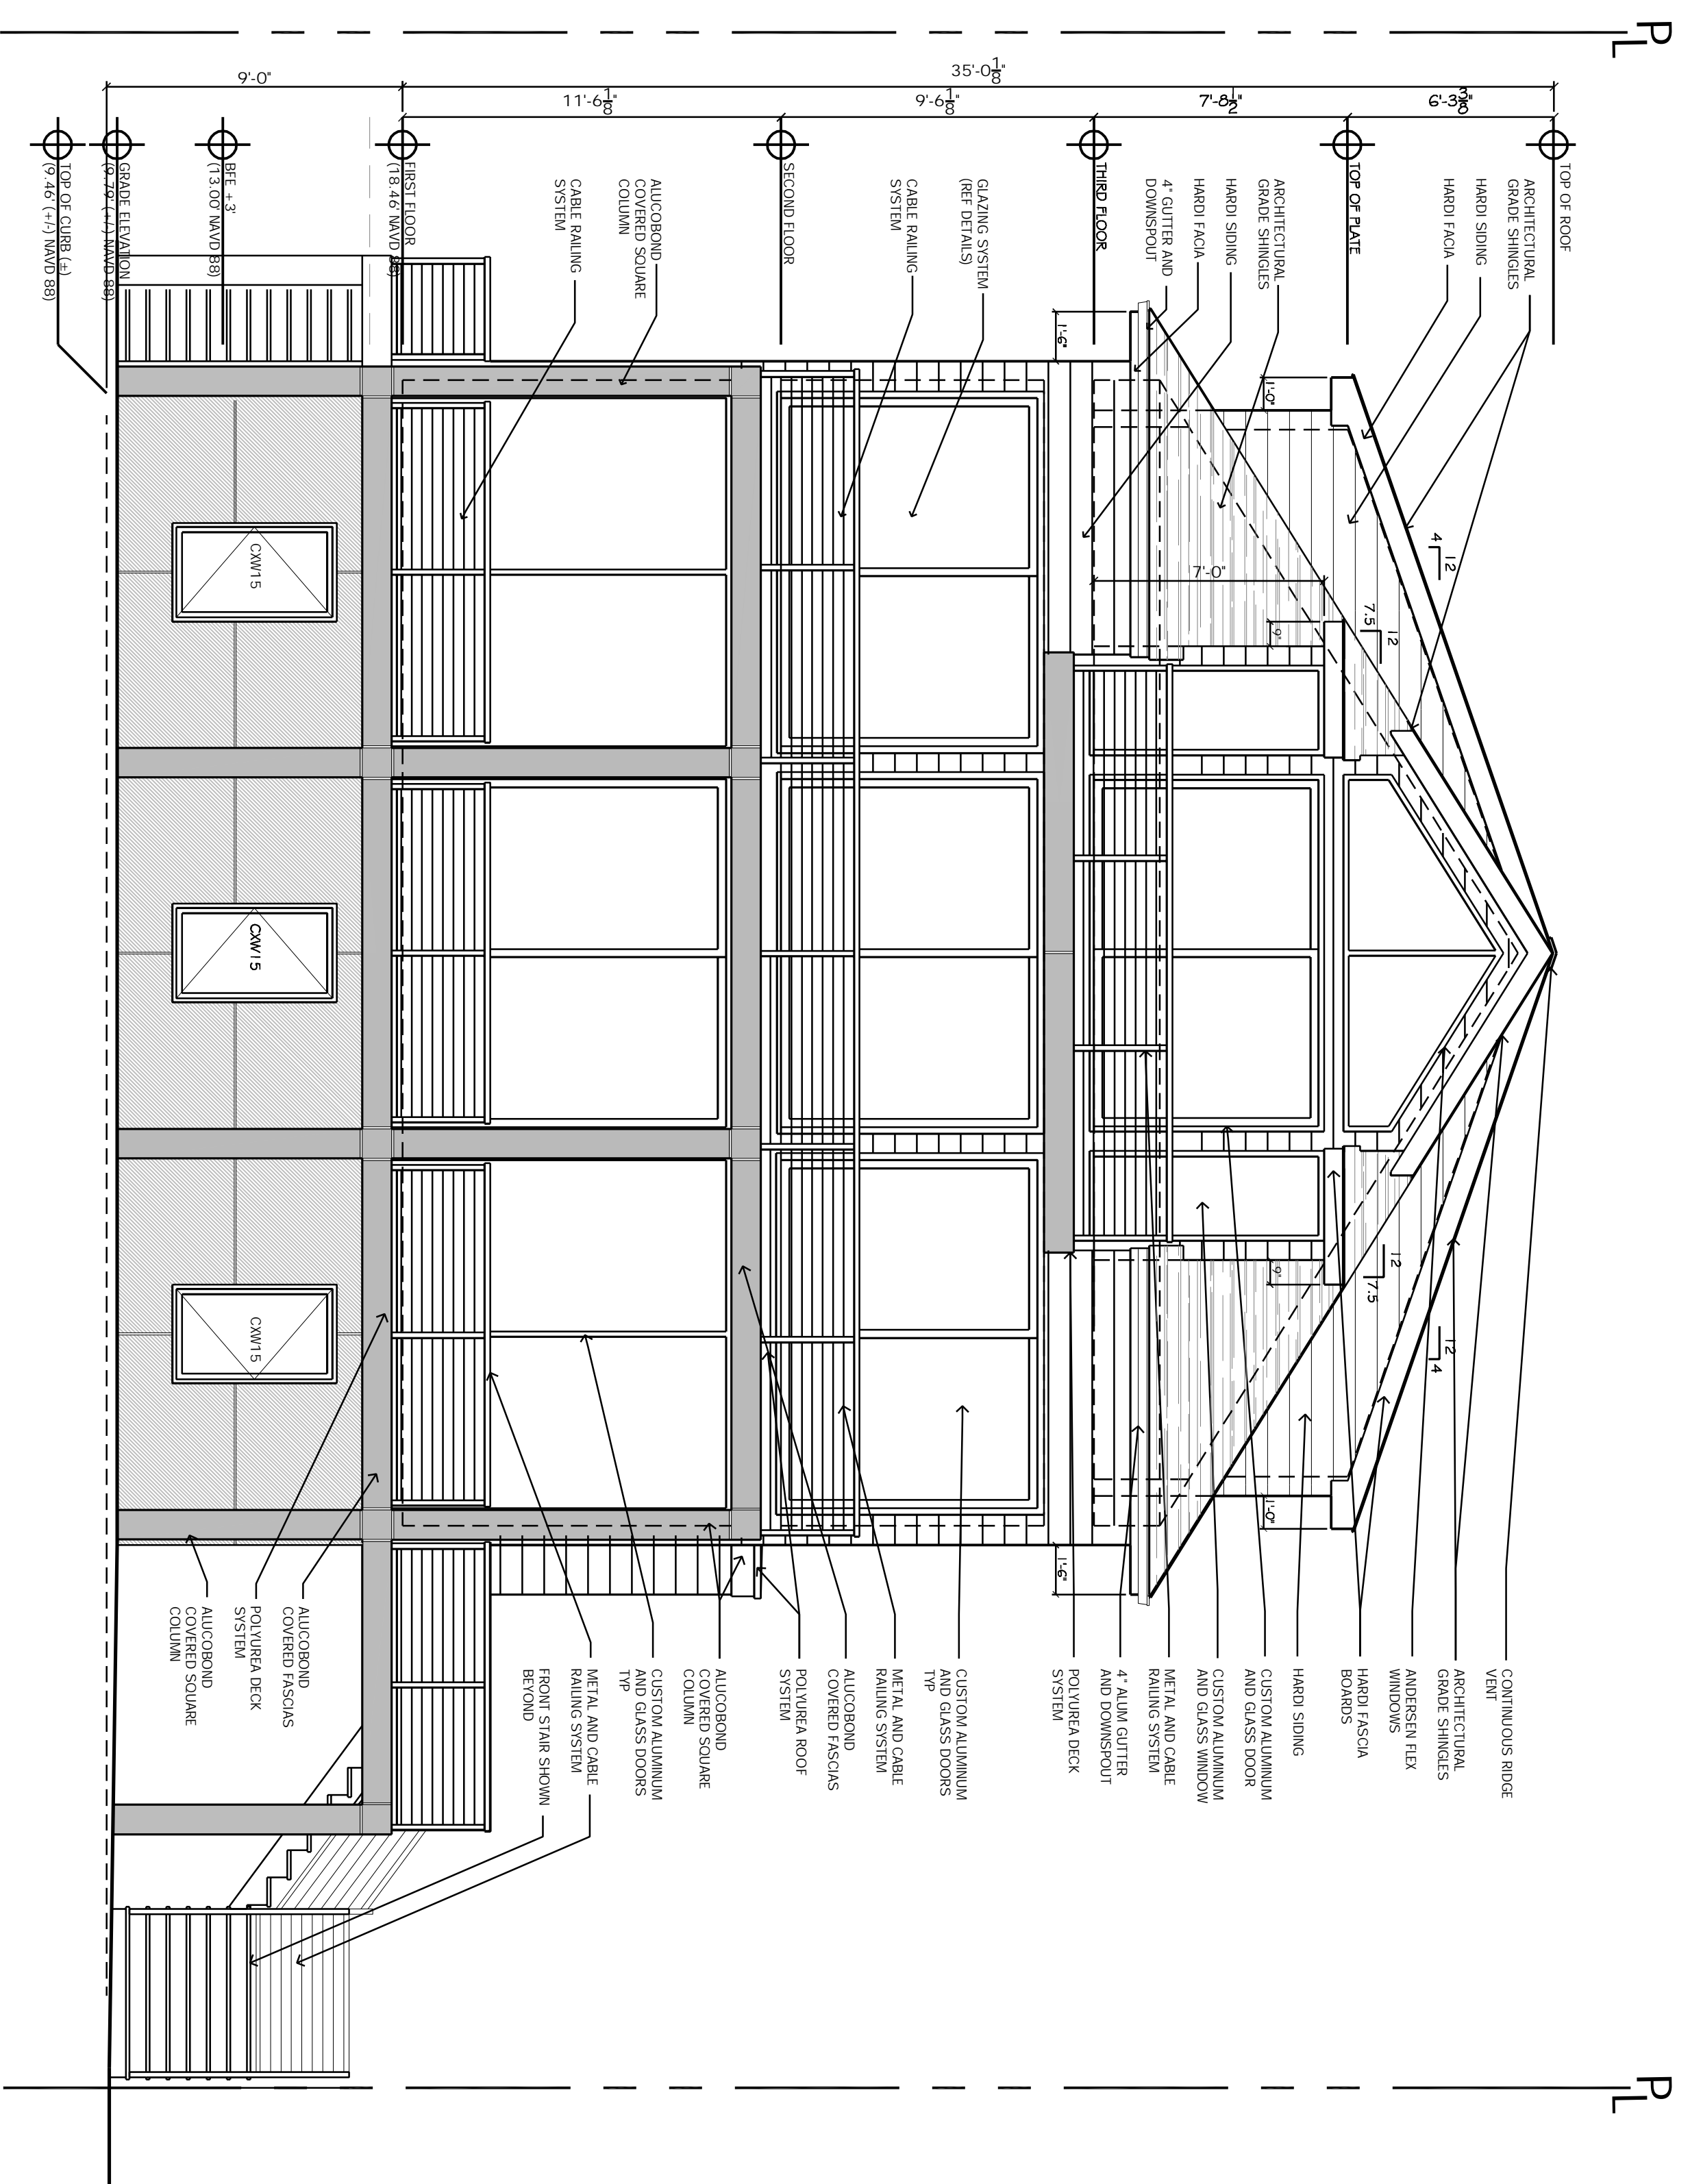 PL
PL
TOP OF ROOF
TOP OF PLATE
THIRD FLOOR
SECOND FLOOR
FIRST FLOOR
(18.46' NAVD 88)
BFE +3'
(13.00' NAVD 88)
GRADE ELEVATION
(9.79' (+/-) NAVD 88)
TOP OF CURB (±)
(9.46' (+/-) NAVD 88)
6'-3 3/8"
7'-8 1/2"
9'-6 1/8"
11'-6 1/8"
35'-0 1/8"
9'-0"
ARCHITECTURAL
GRADE SHINGLES
HARDI SIDING
HARDI FACIA
ARCHITECTURAL
GRADE SHINGLES
HARDI SIDING
HARDI FACIA
4" GUTTER AND
DOWNSPOUT
GLAZING SYSTEM
(REF DETAILS)
CABLE RAILING
SYSTEM
ALUCOBOND
COVERED SQUARE
COLUMN
CABLE RAILING
SYSTEM
12
4
12
7.5
12
7.5
12
4
1'-0"
1'-0"
7'-0"
9"
9"
1'-6"
1'-6"
CXW15
CXW15
CXW15
CONTINUOUS RIDGE
VENT
ARCHITECTURAL
GRADE SHINGLES
ANDERSEN FLEX
WINDOWS
HARDI FASCIA
BOARDS
HARDI SIDING
CUSTOM ALUMINUM
AND GLASS DOOR
CUSTOM ALUMINUM
AND GLASS WINDOW
METAL AND CABLE
RAILING SYSTEM
4" ALUM GUTTER
AND DOWNSPOUT
POLYUREA DECK
SYSTEM
CUSTOM ALUMINUM
AND GLASS DOORS
TYP
METAL AND CABLE
RAILING SYSTEM
ALUCOBOND
COVERED FASCIAS
POLYUREA ROOF
SYSTEM
ALUCOBOND
COVERED SQUARE
COLUMN
CUSTOM ALUMINUM
AND GLASS DOORS
TYP
METAL AND CABLE
RAILING SYSTEM
FRONT STAIR SHOWN
BEYOND
ALUCOBOND
COVERED FASCIAS
POLYUREA DECK
SYSTEM
ALUCOBOND
COVERED SQUARE
COLUMN